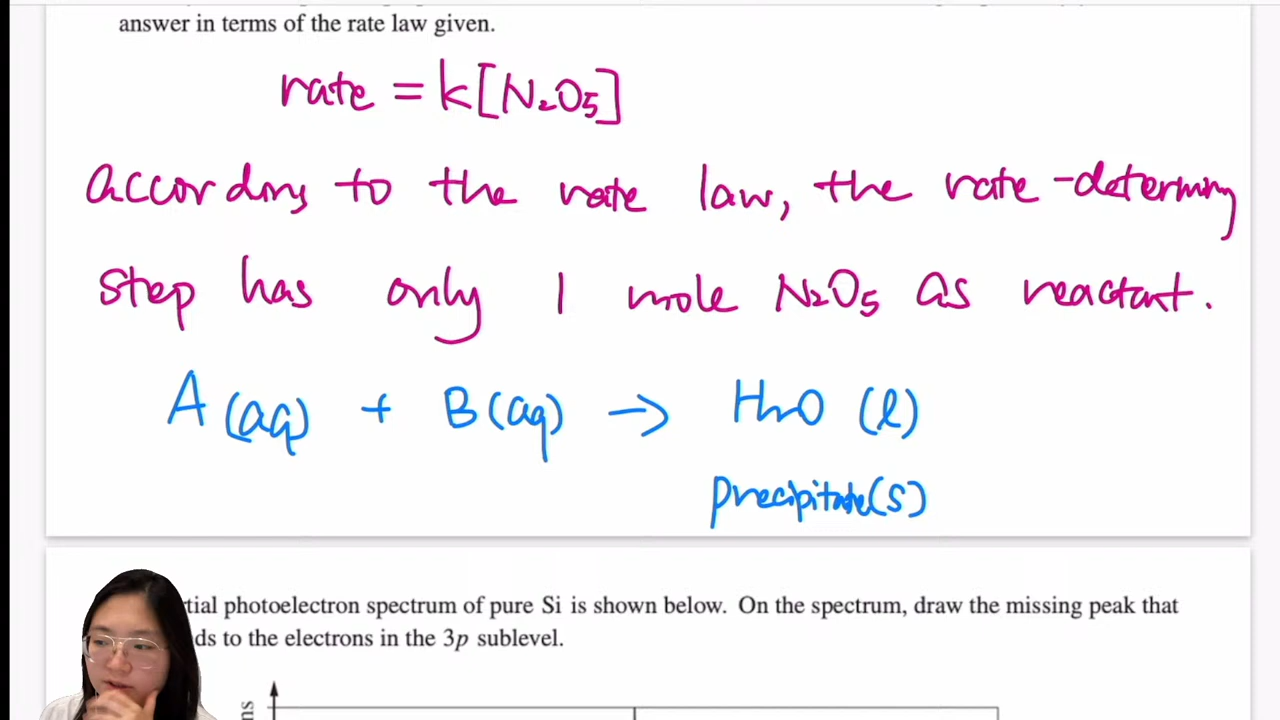 answer in terms of the rate law given.
rate = k[N₂O₅]
according to the rate law, the rate-determining
step has only 1 mole N₂O₅ as reactant.
A (aq) + B (aq) → H₂O (l)
precipitate(s)
tial photoelectron spectrum of pure Si is shown below. On the spectrum, draw the missing peak that
ds to the electrons in the 3p sublevel.
ns